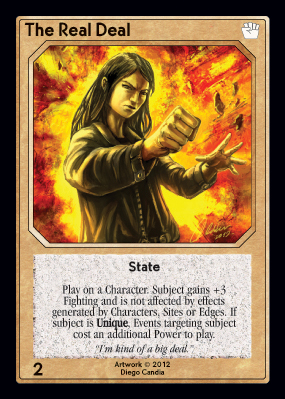 The Real Deal
State
Play on a Character. Subject gains +3
Fighting and is not affected by effects
generated by Characters, Sites or Edges. If
subject is Unique, Events targeting subject
cost an additional Power to play.
"I'm kind of a big deal."
2
Artwork © 2012
Diego Candia